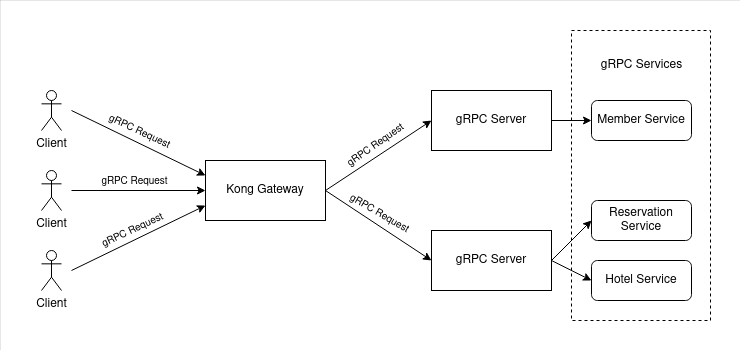 gRPC Services
gRPC Request
Client
gRPC Request
gRPC Server
Member Service
gRPC Request
Client
Kong Gateway
gRPC Request
gRPC Request
Client
gRPC Server
Reservation
Service
Hotel Service